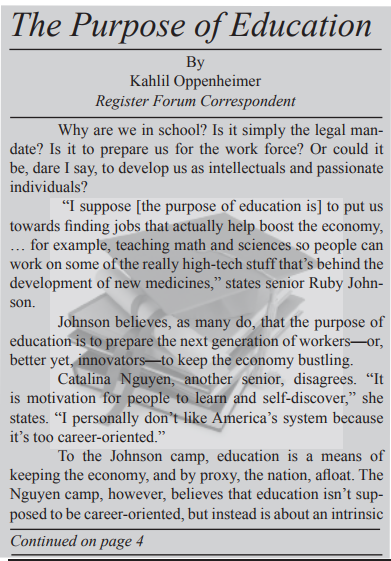 The Purpose of Education
By
Kahlil Oppenheimer
Register Forum Correspondent
Why are we in school? Is it simply the legal man-
date? Is it to prepare us for the work force? Or could it
be, dare I say, to develop us as intellectuals and passionate
individuals?
“I suppose [the purpose of education is] to put us
towards finding jobs that actually help boost the economy,
… for example, teaching math and sciences so people can
work on some of the really high-tech stuff that’s behind the
development of new medicines,” states senior Ruby John-
son.
Johnson believes, as many do, that the purpose of
education is to prepare the next generation of workers—or,
better yet, innovators—to keep the economy bustling.
Catalina Nguyen, another senior, disagrees. “It
is motivation for people to learn and self-discover,” she
states. “I personally don’t like America’s system because
it’s too career-oriented.”
To the Johnson camp, education is a means of
keeping the economy, and by proxy, the nation, afloat. The
Nguyen camp, however, believes that education isn’t sup-
posed to be career-oriented, but instead is about an intrinsic
Continued on page 4